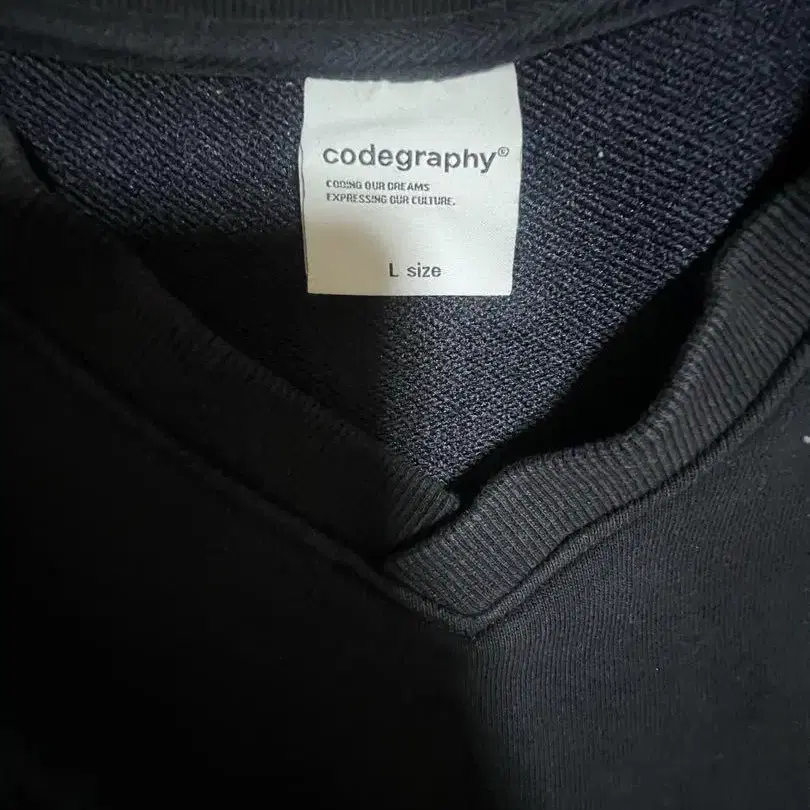 codegraphy©
CODING OUR DREAMS
EXPRESSING OUR CULTURE.
L size